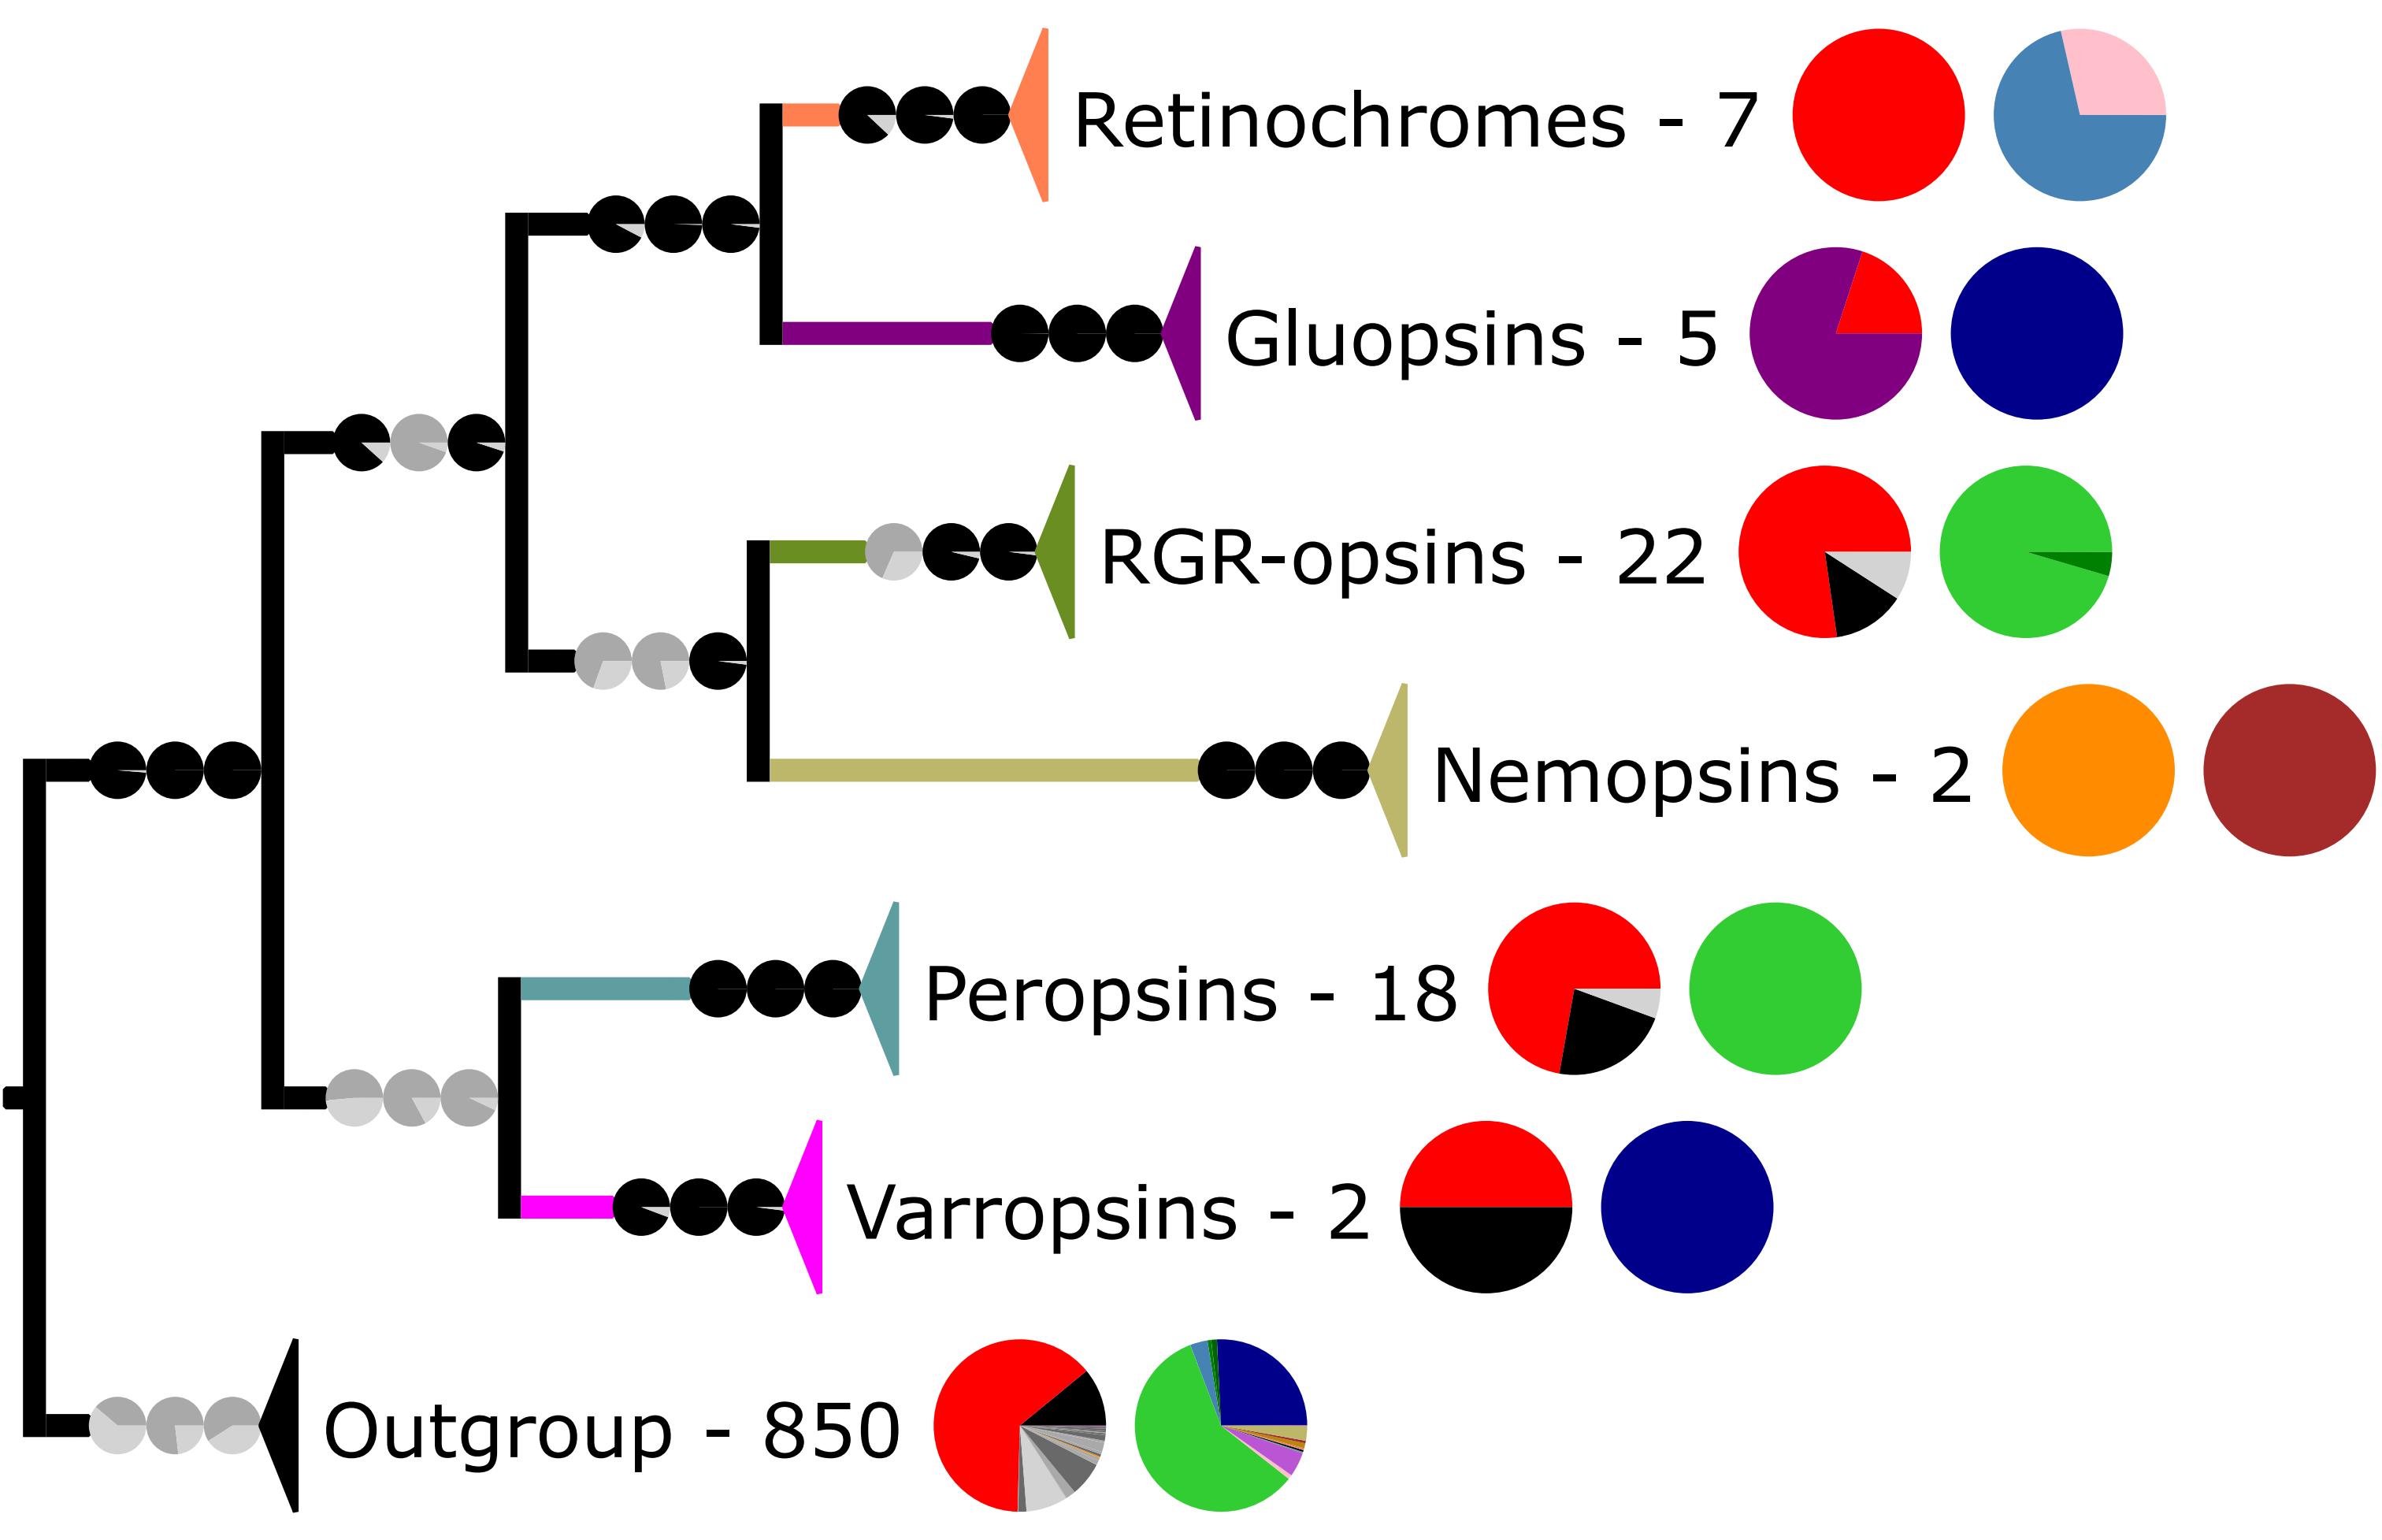 Retinochromes - 7
Gluopsins - 5
RGR-opsins - 22
Nemopsins - 2
Peropsins - 18
Varropsins - 2
Outgroup - 850